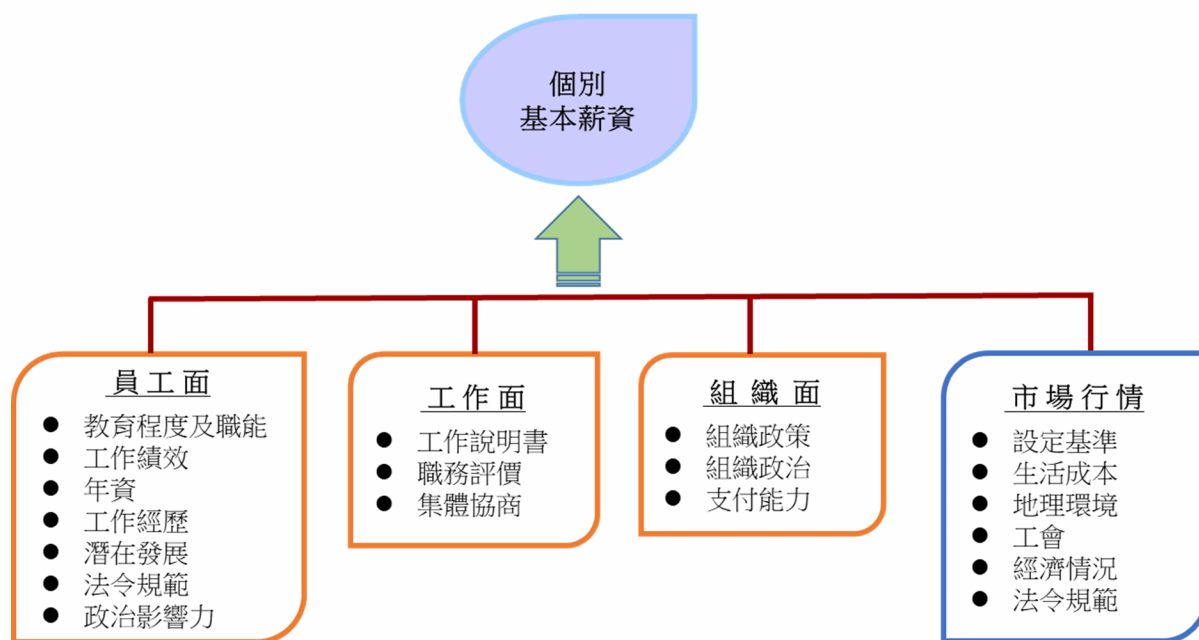 個別
基本薪資
員工面
教育程度及職能
工作績效
年資
工作經歷
潛在發展
法令規範
政治影響力
工作面
工作說明書
職務評價
集體協商
組織面
組織政策
組織政治
支付能力
市場行情
設定基準
生活成本
地理環境
工會
經濟情況
法令規範